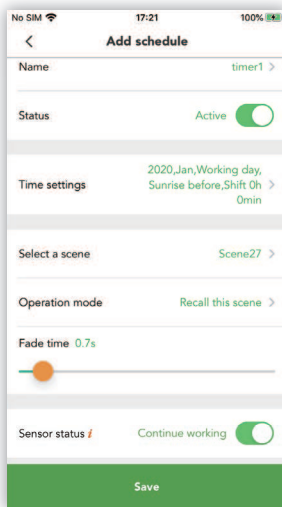 No SIM 17:21 100%
Add schedule
Name timer1
Status Active
2020,Jan,Working day,
Time settings Sunrise before,Shift 0h
0min
Select a scene Scene27
Operation mode Recall this scene
Fade time 0.7s
Sensor status i Continue working
Save